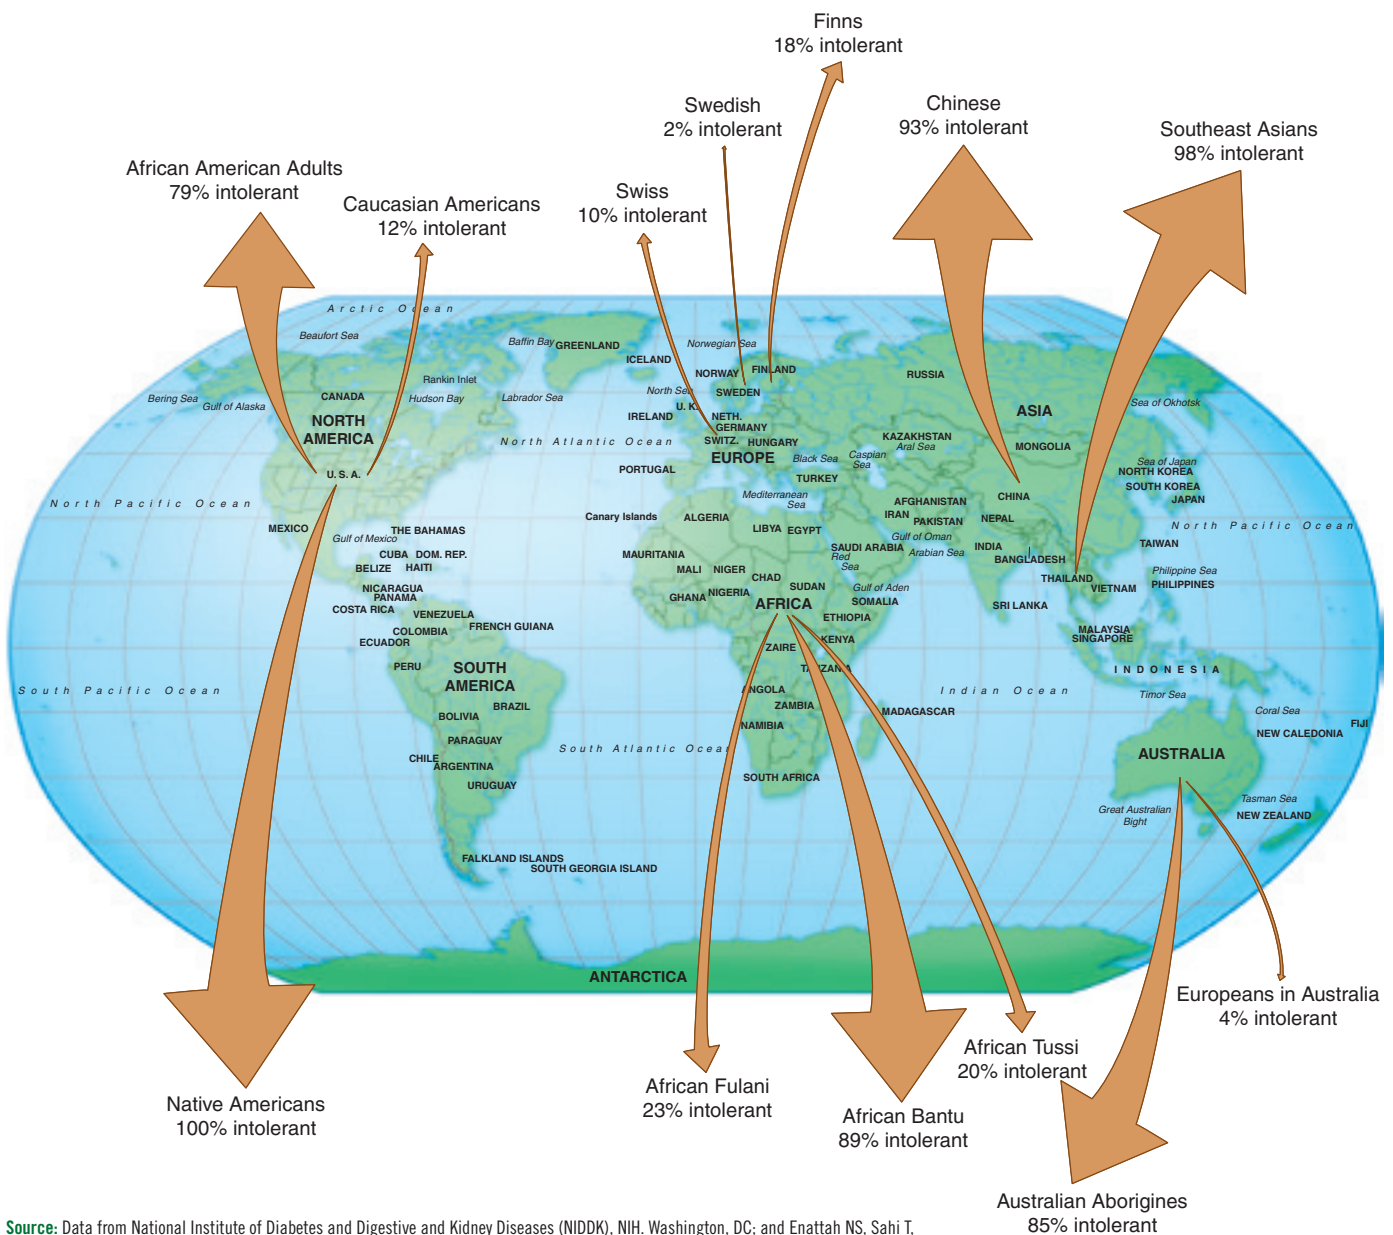 Finns
18% intolerant
Swedish
2% intolerant
Chinese
93% intolerant
Southeast Asians
98% intolerant
African American Adults
79% intolerant
Caucasian Americans
12% intolerant
Swiss
10% intolerant
Arctic Ocean
Beaufort Sea
Baffin Bay
GREENLAND
Norwegian Sea
ICELAND
NORWAY
FINLAND
RUSSIA
Rankin Inlet
Bering Sea
Gulf of Alaska
CANADA
Hudson Bay
Labrador Sea
North Sea
SWEDEN
Sea of Okhotsk
NORTH
AMERICA
IRELAND
U. K.
NETH.
GERMANY
ASIA
North Atlantic Ocean
SWITZ.
HUNGARY
KAZAKHSTAN
Aral Sea
MONGOLIA
EUROPE
Black Sea
Caspian
Sea
Sea of Japan
NORTH KOREA
U. S. A.
PORTUGAL
TURKEY
SOUTH KOREA
JAPAN
North Pacific Ocean
Mediterranean
Sea
AFGHANISTAN
CHINA
MEXICO
THE BAHAMAS
Gulf of Mexico
Canary Islands
ALGERIA
LIBYA
EGYPT
IRAN
PAKISTAN
NEPAL
North Pacific Ocean
Gulf of Oman
CUBA
DOM. REP.
BELIZE
HAITI
MAURITANIA
SAUDI ARABIA
Red
Sea
Arabian Sea
INDIA
BANGLADESH
TAIWAN
MALI
NIGER
CHAD
SUDAN
Gulf of Aden
THAILAND
VIETNAM
Philippine Sea
PHILIPPINES
NICARAGUA
PANAMA
COSTA RICA
VENEZUELA
GHANA
NIGERIA
AFRICA
SOMALIA
SRI LANKA
ETHIOPIA
COLOMBIA
FRENCH GUIANA
ECUADOR
ZAIRE
KENYA
MALAYSIA
SINGAPORE
PERU
SOUTH
AMERICA
TANZANIA
INDONESIA
South Pacific Ocean
ANGOLA
Indian Ocean
Timor Sea
BRAZIL
BOLIVIA
ZAMBIA
MADAGASCAR
Coral Sea
FIJI
NAMIBIA
NEW CALEDONIA
PARAGUAY
South Atlantic Ocean
AUSTRALIA
CHILE
ARGENTINA
SOUTH AFRICA
URUGUAY
Great Australian
Bight
Tasman Sea
NEW ZEALAND
FALKLAND ISLANDS
SOUTH GEORGIA ISLAND
ANTARCTICA
Europeans in Australia
4% intolerant
African Tussi
20% intolerant
African Fulani
23% intolerant
Native Americans
100% intolerant
African Bantu
89% intolerant
Australian Aborigines
85% intolerant
Source: Data from National Institute of Diabetes and Digestive and Kidney Diseases (NIDDK), NIH. Washington, DC; and Enattah NS, Sahi T,